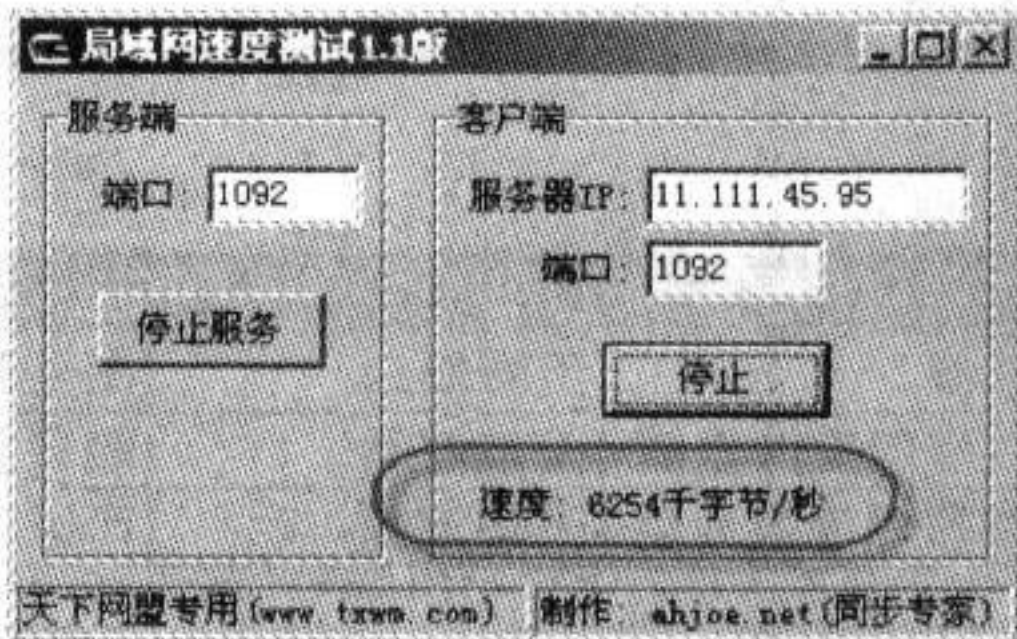 局域网速度测试1.1版
服务端
端口: 1092
停止服务
客户端
服务器IP: 11.111.45.95
端口: 1092
停止
速度: 6254千字节/秒
天下网盟专用(www.txwm.com)
制作: ahjoe.net(同步专家)